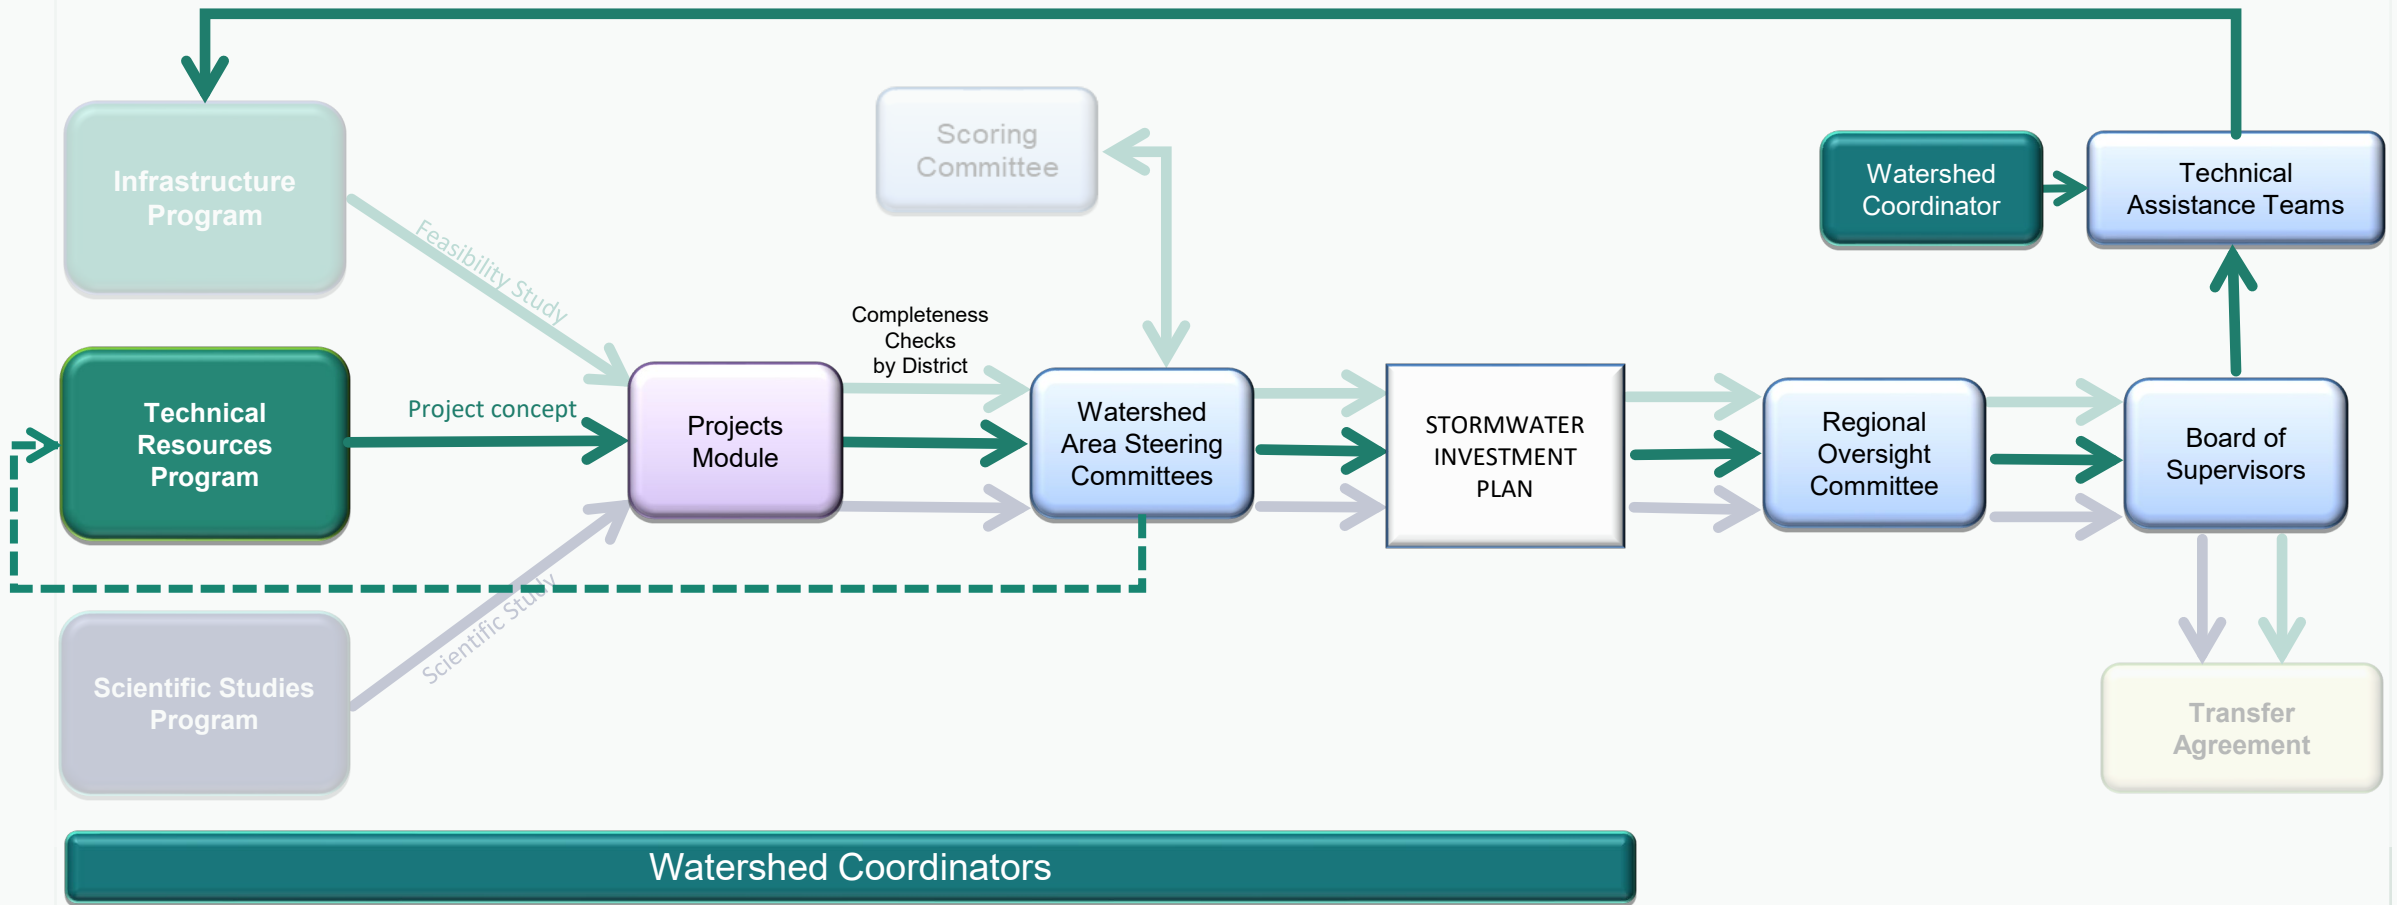 Infrastructure
Program
Scoring
Committee
Watershed
Coordinator
Technical
Assistance Teams
Feasibility Study
Completeness
Checks
by District
Technical
Resources
Program
Project concept
Projects
Module
Watershed
Area Steering
Committees
STORMWATER
INVESTMENT
PLAN
Regional
Oversight
Committee
Board of
Supervisors
Scientific Study
Scientific Studies
Program
Transfer
Agreement
Watershed Coordinators